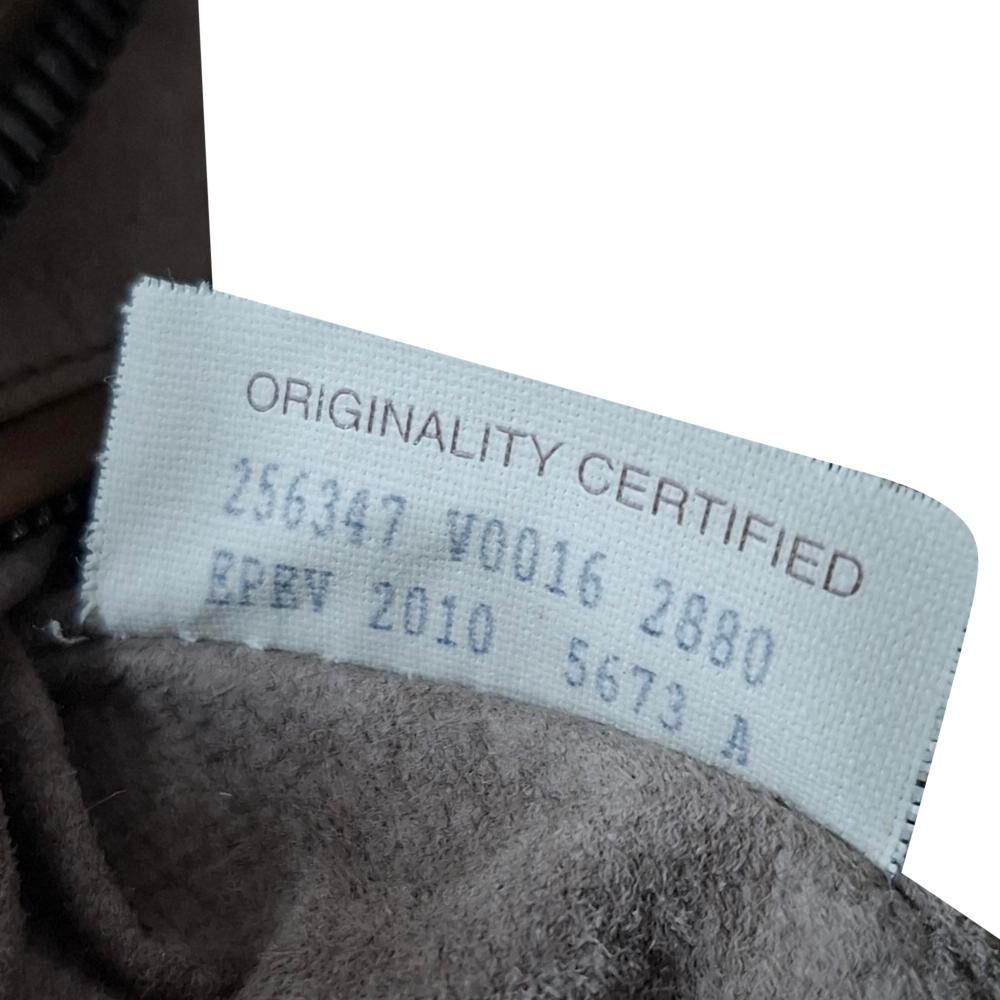 ORIGINALITY CERTIFIED
256347 V0016 2880
EPBV 2010 5673 A